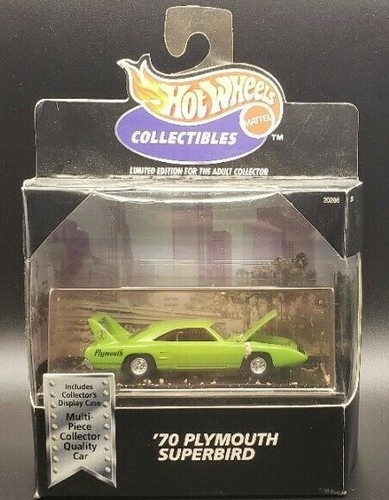 HOT WHEELS
MATTEL
COLLECTIBLES ™
LIMITED EDITION FOR THE ADULT COLLECTOR
20286
Plymouth
Includes
Collector's
Display Case
Multi-
Piece
Collector
Quality
Car
'70 PLYMOUTH
SUPERBIRD